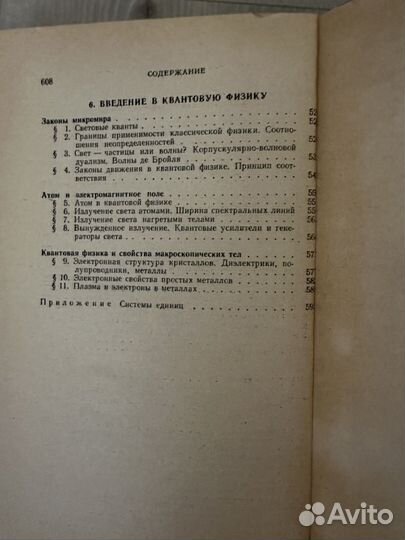 608
СОДЕРЖАНИЕ
6. ВВЕДЕНИЕ В КВАНТОВУЮ ФИЗИКУ
Законы микромира
§ 1. Световые кванты
§ 2. Границы применимости классической физики. Соотношения
неопределенностей
§ 3. Свет — частицы или волны? Корпускулярно-волновой
дуализм. Волны де Бройля
§ 4. Законы движения в квантовой физике. Принцип соот-
ветствия
Атом и электромагнитное поле
§ 5. Атом в квантовой физике
§ 6. Излучение света атомами. Ширина спектральных линий
§ 7. Излучение света нагретыми телами
§ 8. Вынужденное излучение. Квантовые усилители и гене-
раторы света
Квантовая физика и свойства макроскопических тел
§ 9. Электронная структура кристаллов. Диэлектрики, по-
лупроводники, металлы
§ 10. Электронные свойства простых металлов
§ 11. Плазма и электроны в металлах
Приложение Системы единиц
Avito